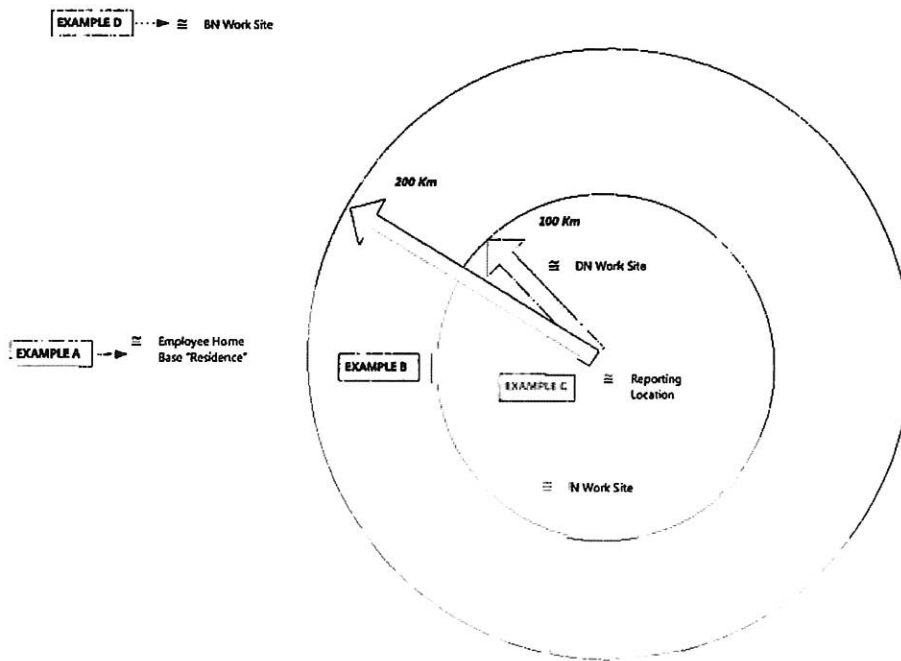 EXAMPLE D
≅ BN Work Site
200 Km
100 Km
≅ DN Work Site
EXAMPLE A
≅ Employee Home
Base "Residence"
EXAMPLE B
EXAMPLE C
≅ Reporting
Location
≅ IN Work Site